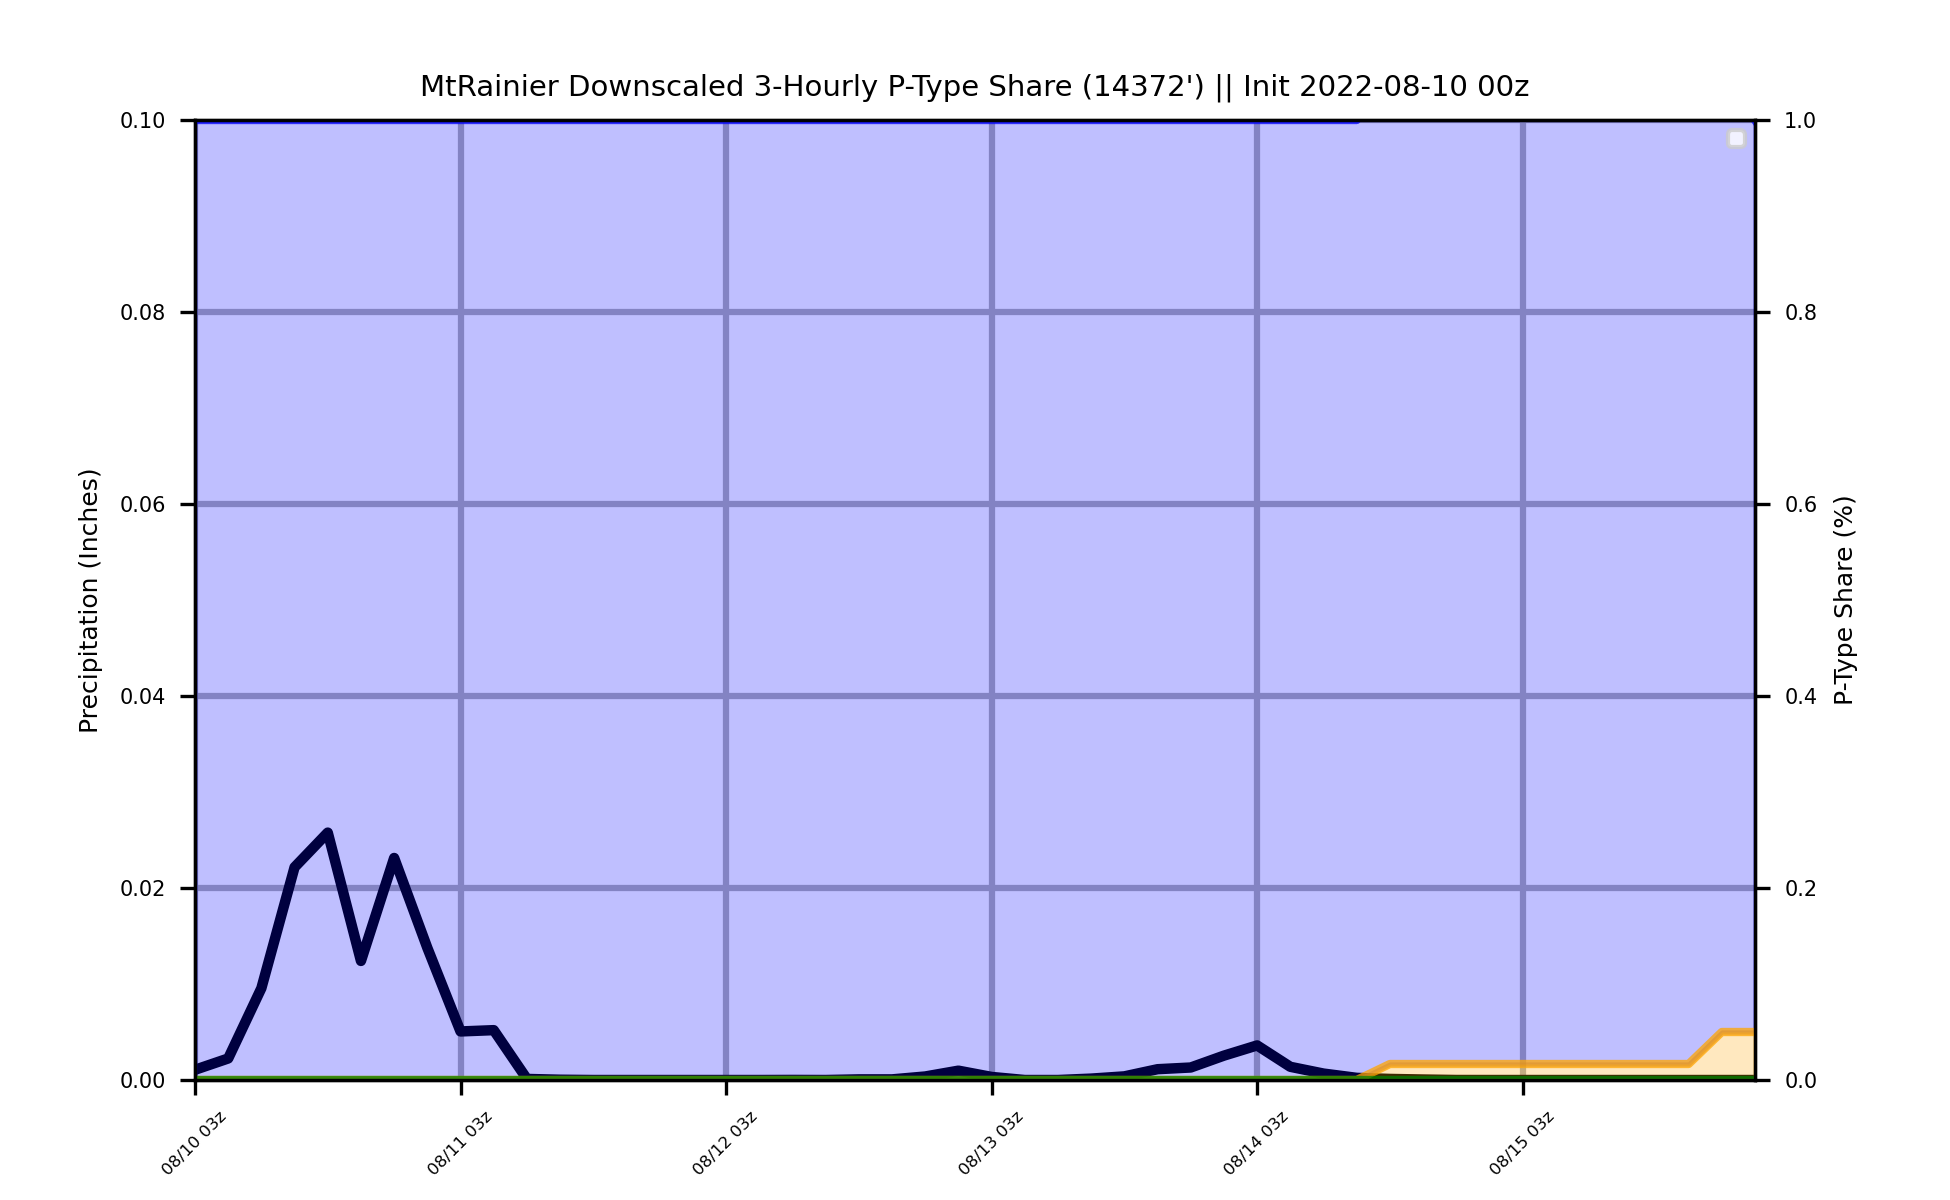 MtRainier Downscaled 3-Hourly P-Type Share (14372') || Init 2022-08-10 00z
0.10
0.08
0.06
0.04
0.02
0.00
Precipitation (Inches)
1.0
0.8
0.6
0.4
0.2
0.0
P-Type Share (%)
08/10 03z
08/11 03z
08/12 03z
08/13 03z
08/14 03z
08/15 03z